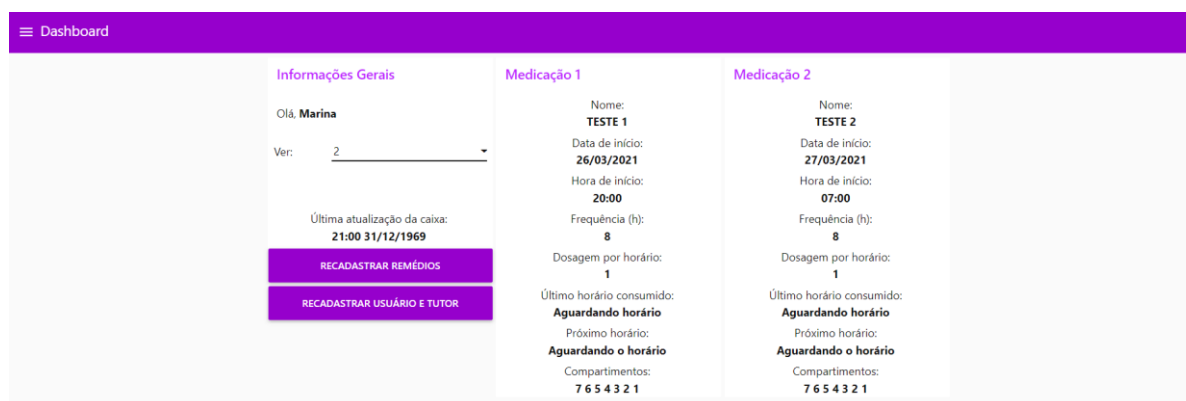 Dashboard
Informações Gerais
Olá, Marina
Ver: 2
Última atualização da caixa:
21:00 31/12/1969
RECADASTRAR REMÉDIOS
RECADASTRAR USUÁRIO E TUTOR
Medicação 1
Nome:
TESTE 1
Data de início:
26/03/2021
Hora de início:
20:00
Frequência (h):
8
Dosagem por horário:
1
Último horário consumido:
Aguardando horário
Próximo horário:
Aguardando o horário
Compartimentos:
7 6 5 4 3 2 1
Medicação 2
Nome:
TESTE 2
Data de início:
27/03/2021
Hora de início:
07:00
Frequência (h):
8
Dosagem por horário:
1
Último horário consumido:
Aguardando horário
Próximo horário:
Aguardando o horário
Compartimentos:
7 6 5 4 3 2 1